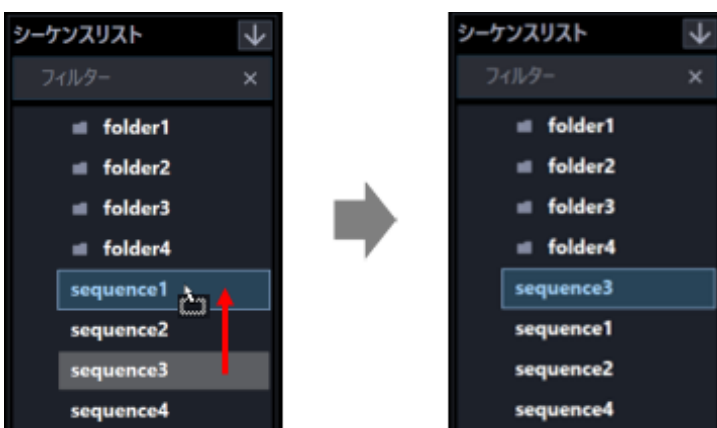 シーケンスリスト
フィルター
folder1
folder2
folder3
folder4
sequence1
sequence2
sequence3
sequence4
シーケンスリスト
フィルター
folder1
folder2
folder3
folder4
sequence3
sequence1
sequence2
sequence4